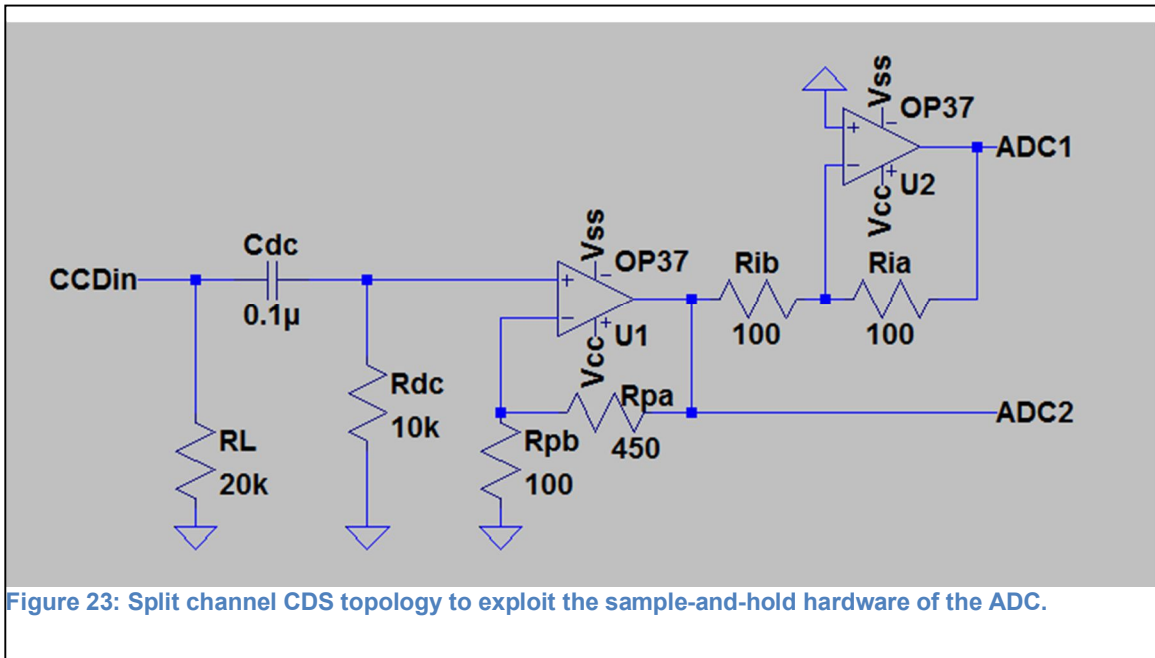 Vss
OP37
ADC1
U2
Vcc
CCDin
Cdc
0.1µ
Vss
OP37
U1
Vcc
Rib
100
Ria
100
Rdc
10k
RL
20k
Rpb
100
Rpa
450
ADC2
Figure 23: Split channel CDS topology to exploit the sample-and-hold hardware of the ADC.